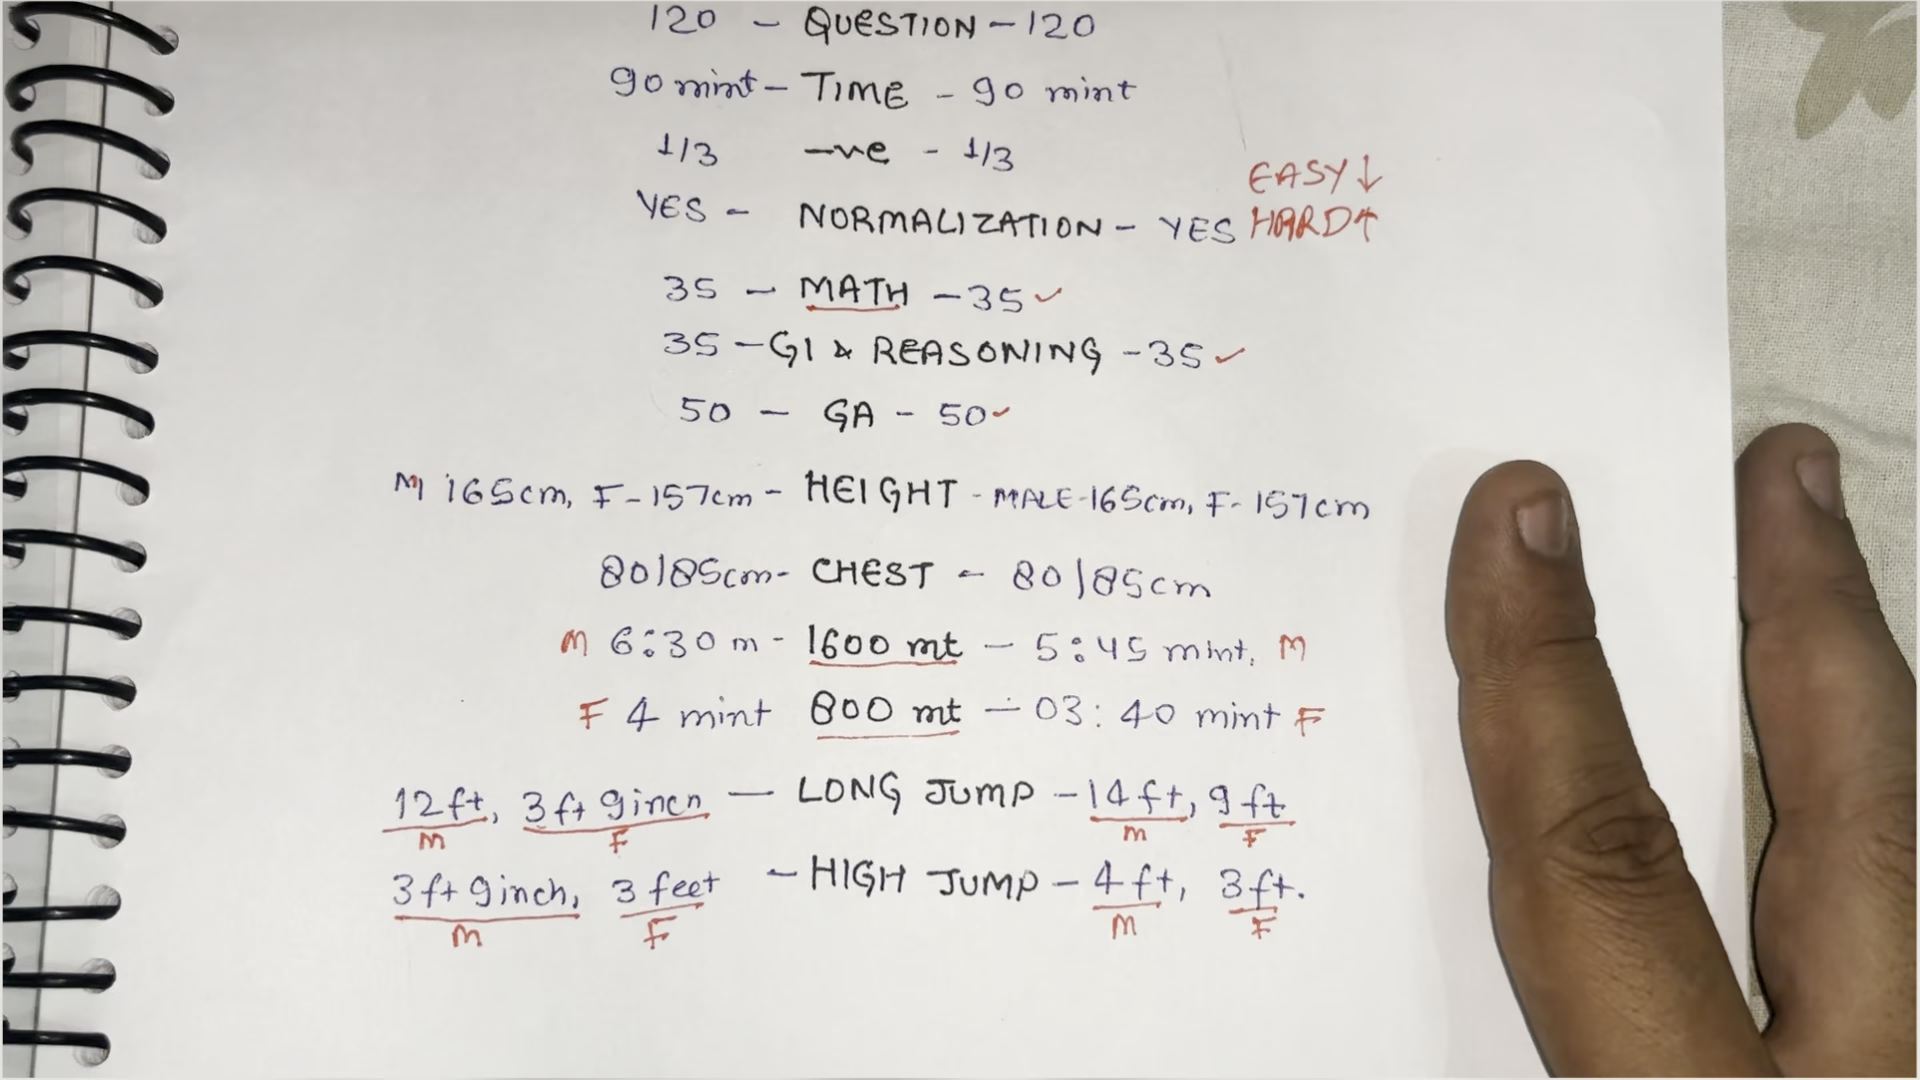 120 - QUESTION - 120
90 mint - TIME - 90 mint
1/3 -ve - 1/3
EASY ↓
YES - NORMALIZATION - YES HARD ↑
35 - MATH - 35 ✓
35 - GI & REASONING - 35 ✓
50 - GA - 50 ✓
M 165cm, F-157cm - HEIGHT - MALE-165cm, F-157cm
80/85cm - CHEST - 80/85cm
M 6:30 m - 1600 mt - 5:45 mint, M
F 4 mint 800 mt - 03:40 mint F
12ft, 3ft 9inch - LONG JUMP - 14ft, 9ft
M F M F
3ft 9inch, 3 feet - HIGH JUMP - 4ft, 3ft.
M F M F